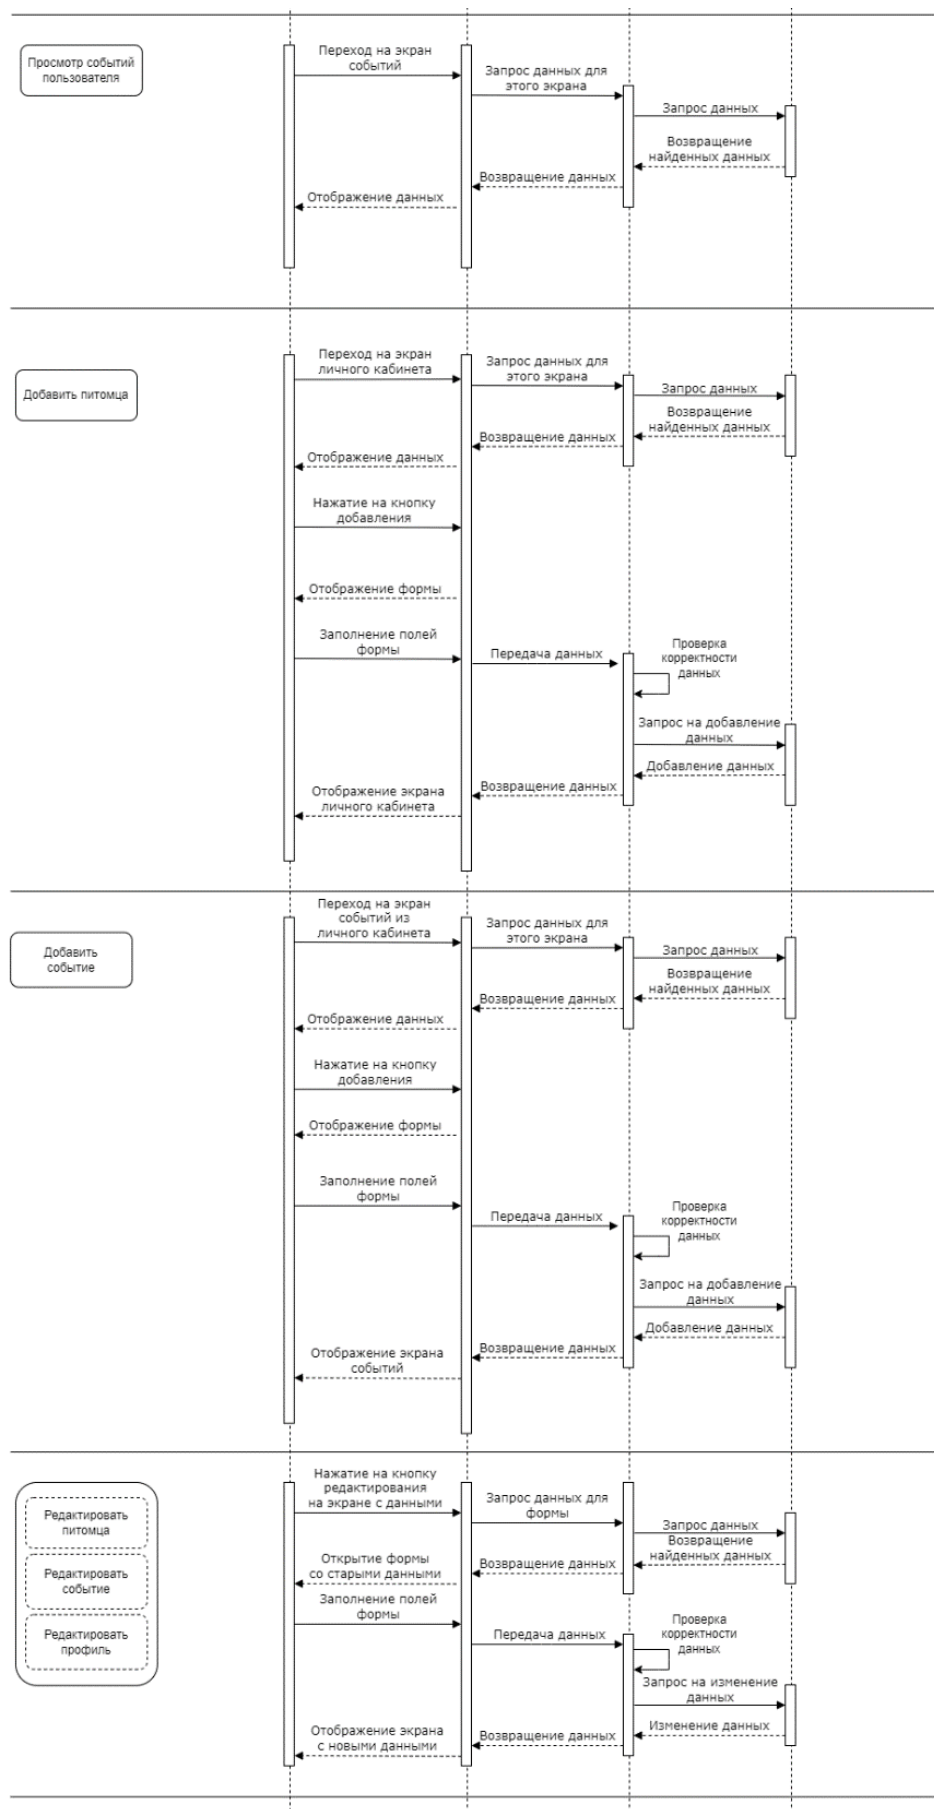 Просмотр событий
пользователя
Переход на экран
событий
Запрос данных для
этого экрана
Запрос данных
Возвращение
найденных данных
Возвращение данных
Отображение данных
Добавить питомца
Переход на экран
личного кабинета
Запрос данных для
этого экрана
Запрос данных
Возвращение
найденных данных
Возвращение данных
Отображение данных
Нажатие на кнопку
добавления
Отображение формы
Заполнение полей
формы
Передача данных
Проверка
корректности
данных
Запрос на добавление
данных
Добавление данных
Возвращение данных
Отображение экрана
личного кабинета
Добавить
событие
Переход на экран
событий из
личного кабинета
Запрос данных для
этого экрана
Запрос данных
Возвращение
найденных данных
Возвращение данных
Отображение данных
Нажатие на кнопку
добавления
Отображение формы
Заполнение полей
формы
Передача данных
Проверка
корректности
данных
Запрос на добавление
данных
Добавление данных
Возвращение данных
Отображение экрана
событий
Редактировать
питомца
Редактировать
событие
Редактировать
профиль
Нажатие на кнопку
редактирования
на экране с данными
Запрос данных для
формы
Запрос данных
Возвращение
найденных данных
Возвращение данных
Открытие формы
со старыми данными
Заполнение полей
формы
Передача данных
Проверка
корректности
данных
Запрос на изменение
данных
Изменение данных
Возвращение данных
Отображение экрана
с новыми данными